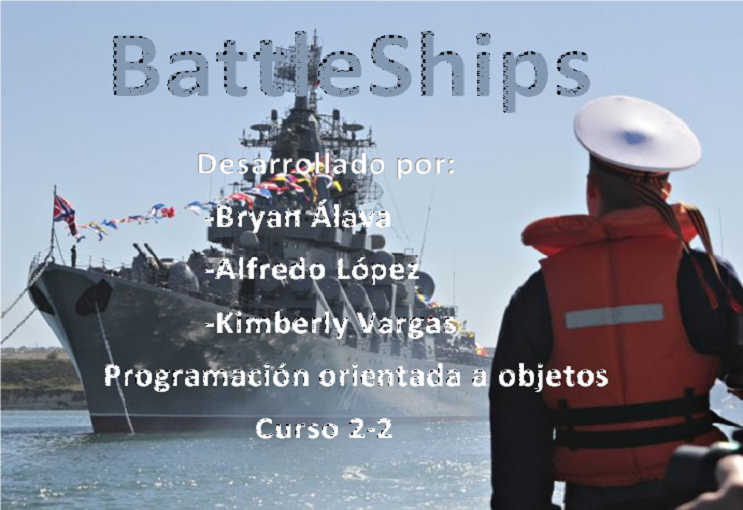 BattleShips
Desarrollado por:
-Bryan Álava
-Alfredo López
-Kimberly Vargas
Programación orientada a objetos
Curso 2-2